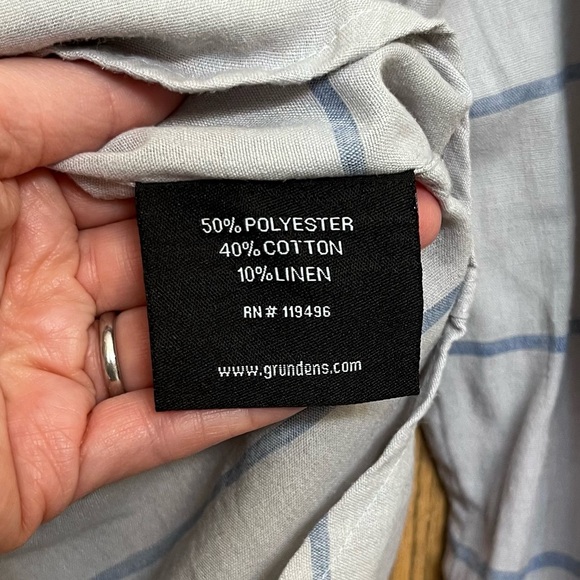 50% POLYESTER
40% COTTON
10% LINEN
RN# 119496
www.grundens.com